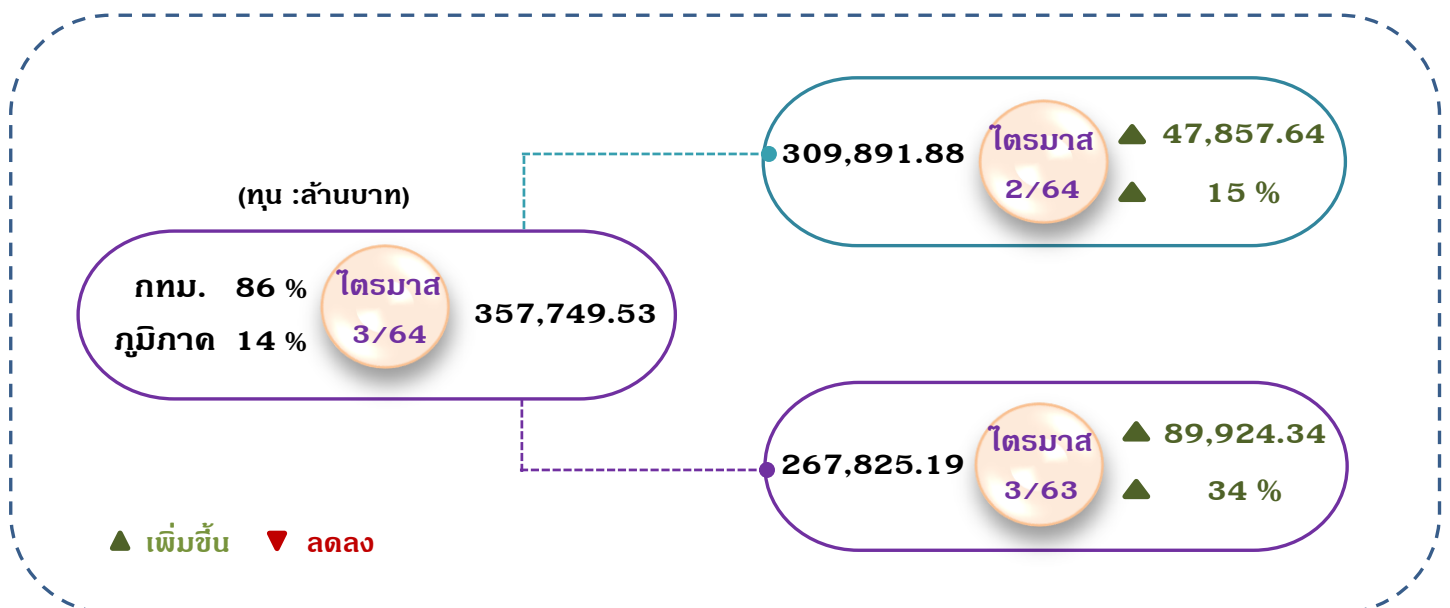 (ทุน :ล้านบาท)
กทม. 86 %
ภูมิภาค 14 %
ไตรมาส
3/64
357,749.53
309,891.88
ไตรมาส
2/64
47,857.64
15 %
267,825.19
ไตรมาส
3/63
89,924.34
34 %
เพิ่มขึ้น ลดลง